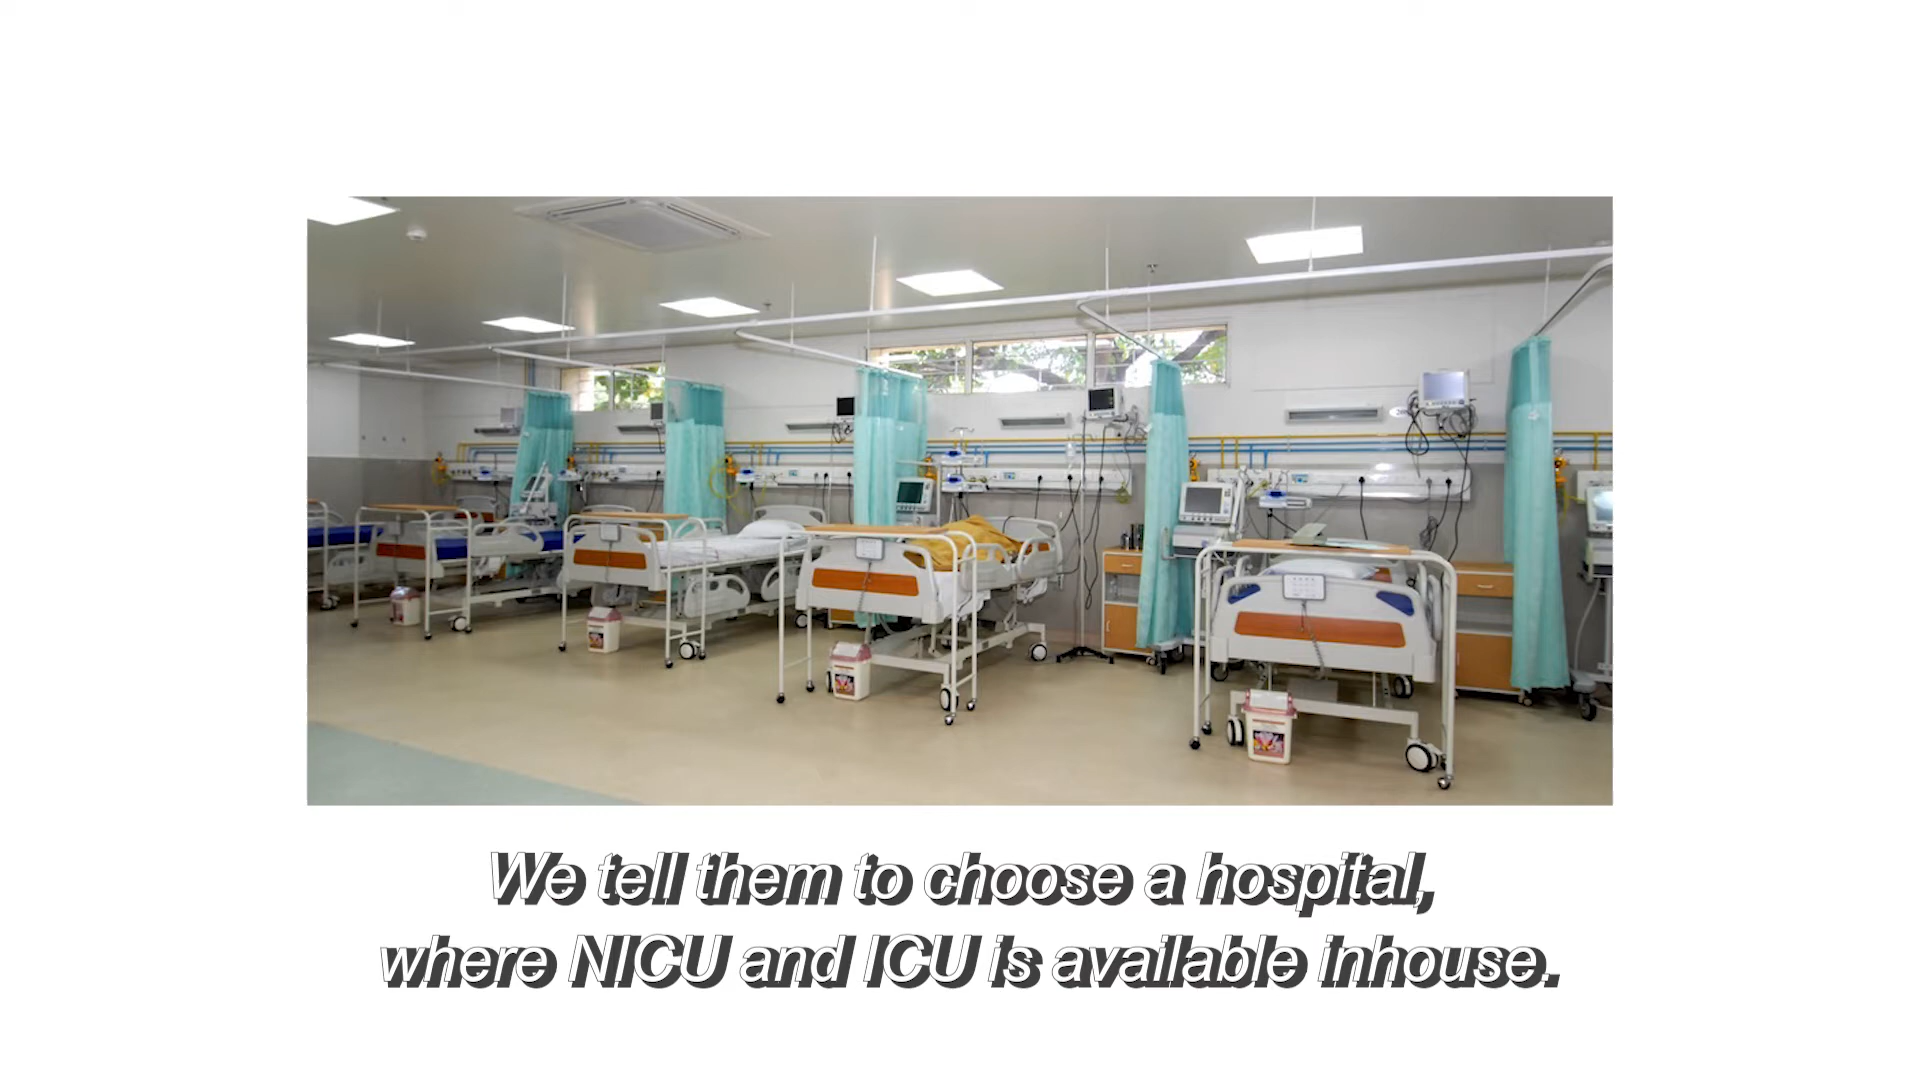 We tell them to choose a hospital,
where NICU and ICU is available inhouse.